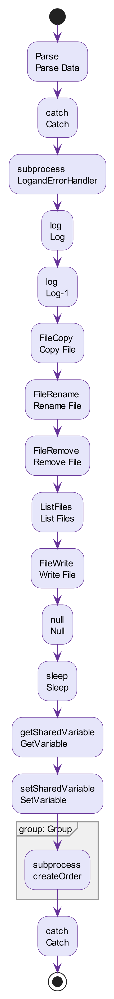 Parse
Parse Data
catch
Catch
subprocess
LogandErrorHandler
log
Log
log
Log-1
FileCopy
Copy File
FileRename
Rename File
FileRemove
Remove File
ListFiles
List Files
FileWrite
Write File
null
Null
sleep
Sleep
getSharedVariable
GetVariable
setSharedVariable
SetVariable
group: Group
subprocess
createOrder
catch
Catch